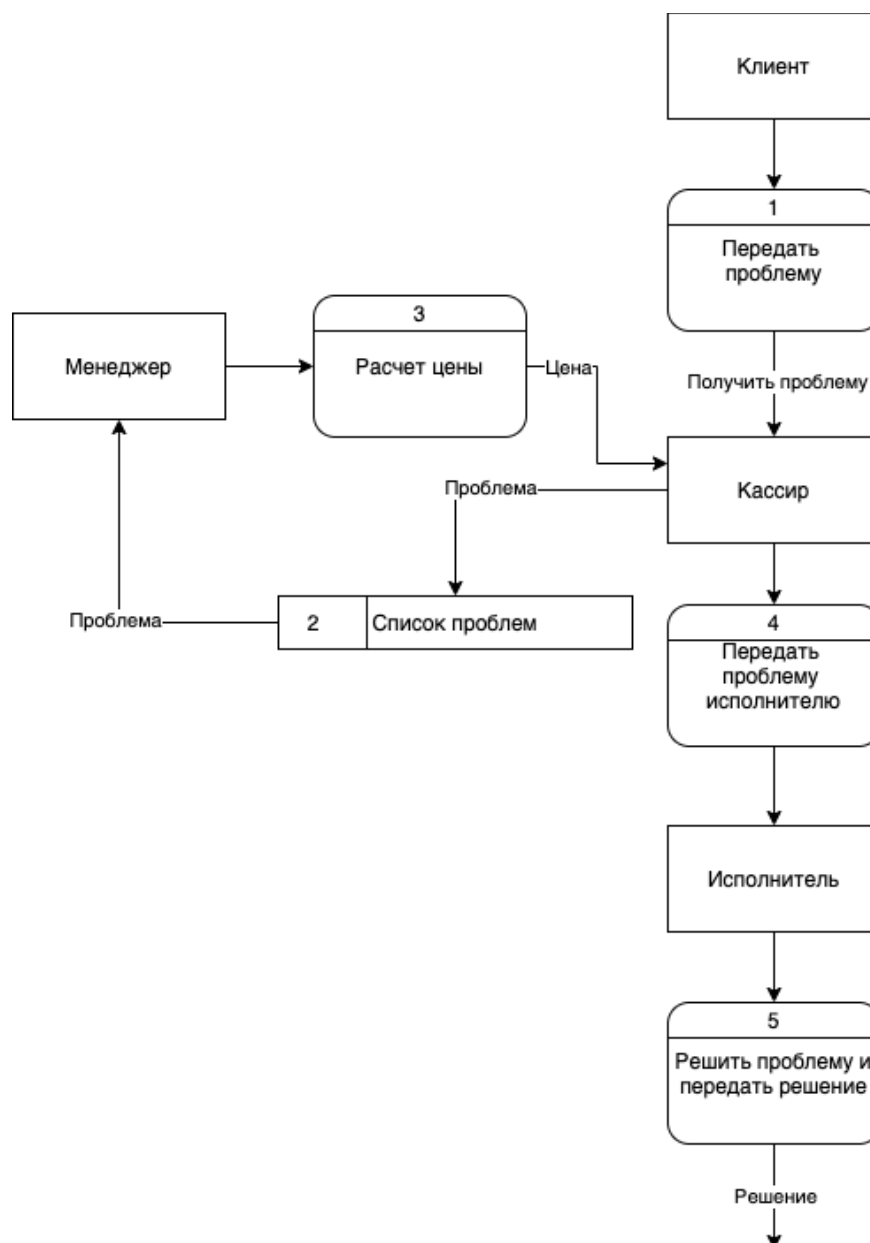 Клиент
1
Передать
проблему
3
Менеджер
Расчет цены
Цена
Получить проблему
Проблема
Кассир
Проблема
2
Список проблем
4
Передать
проблему
исполнителю
Исполнитель
5
Решить проблему и
передать решение
Решение